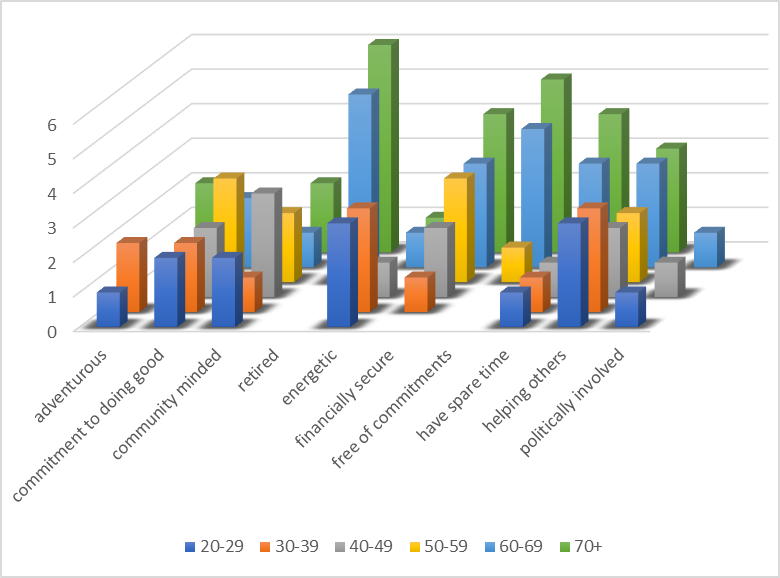 6
5
4
3
2
1
0
adventurous
commitment to doing good
community minded
retired
energetic
financially secure
free of commitments
have spare time
helping others
politically involved
20-29 30-39 40-49 50-59 60-69 70+